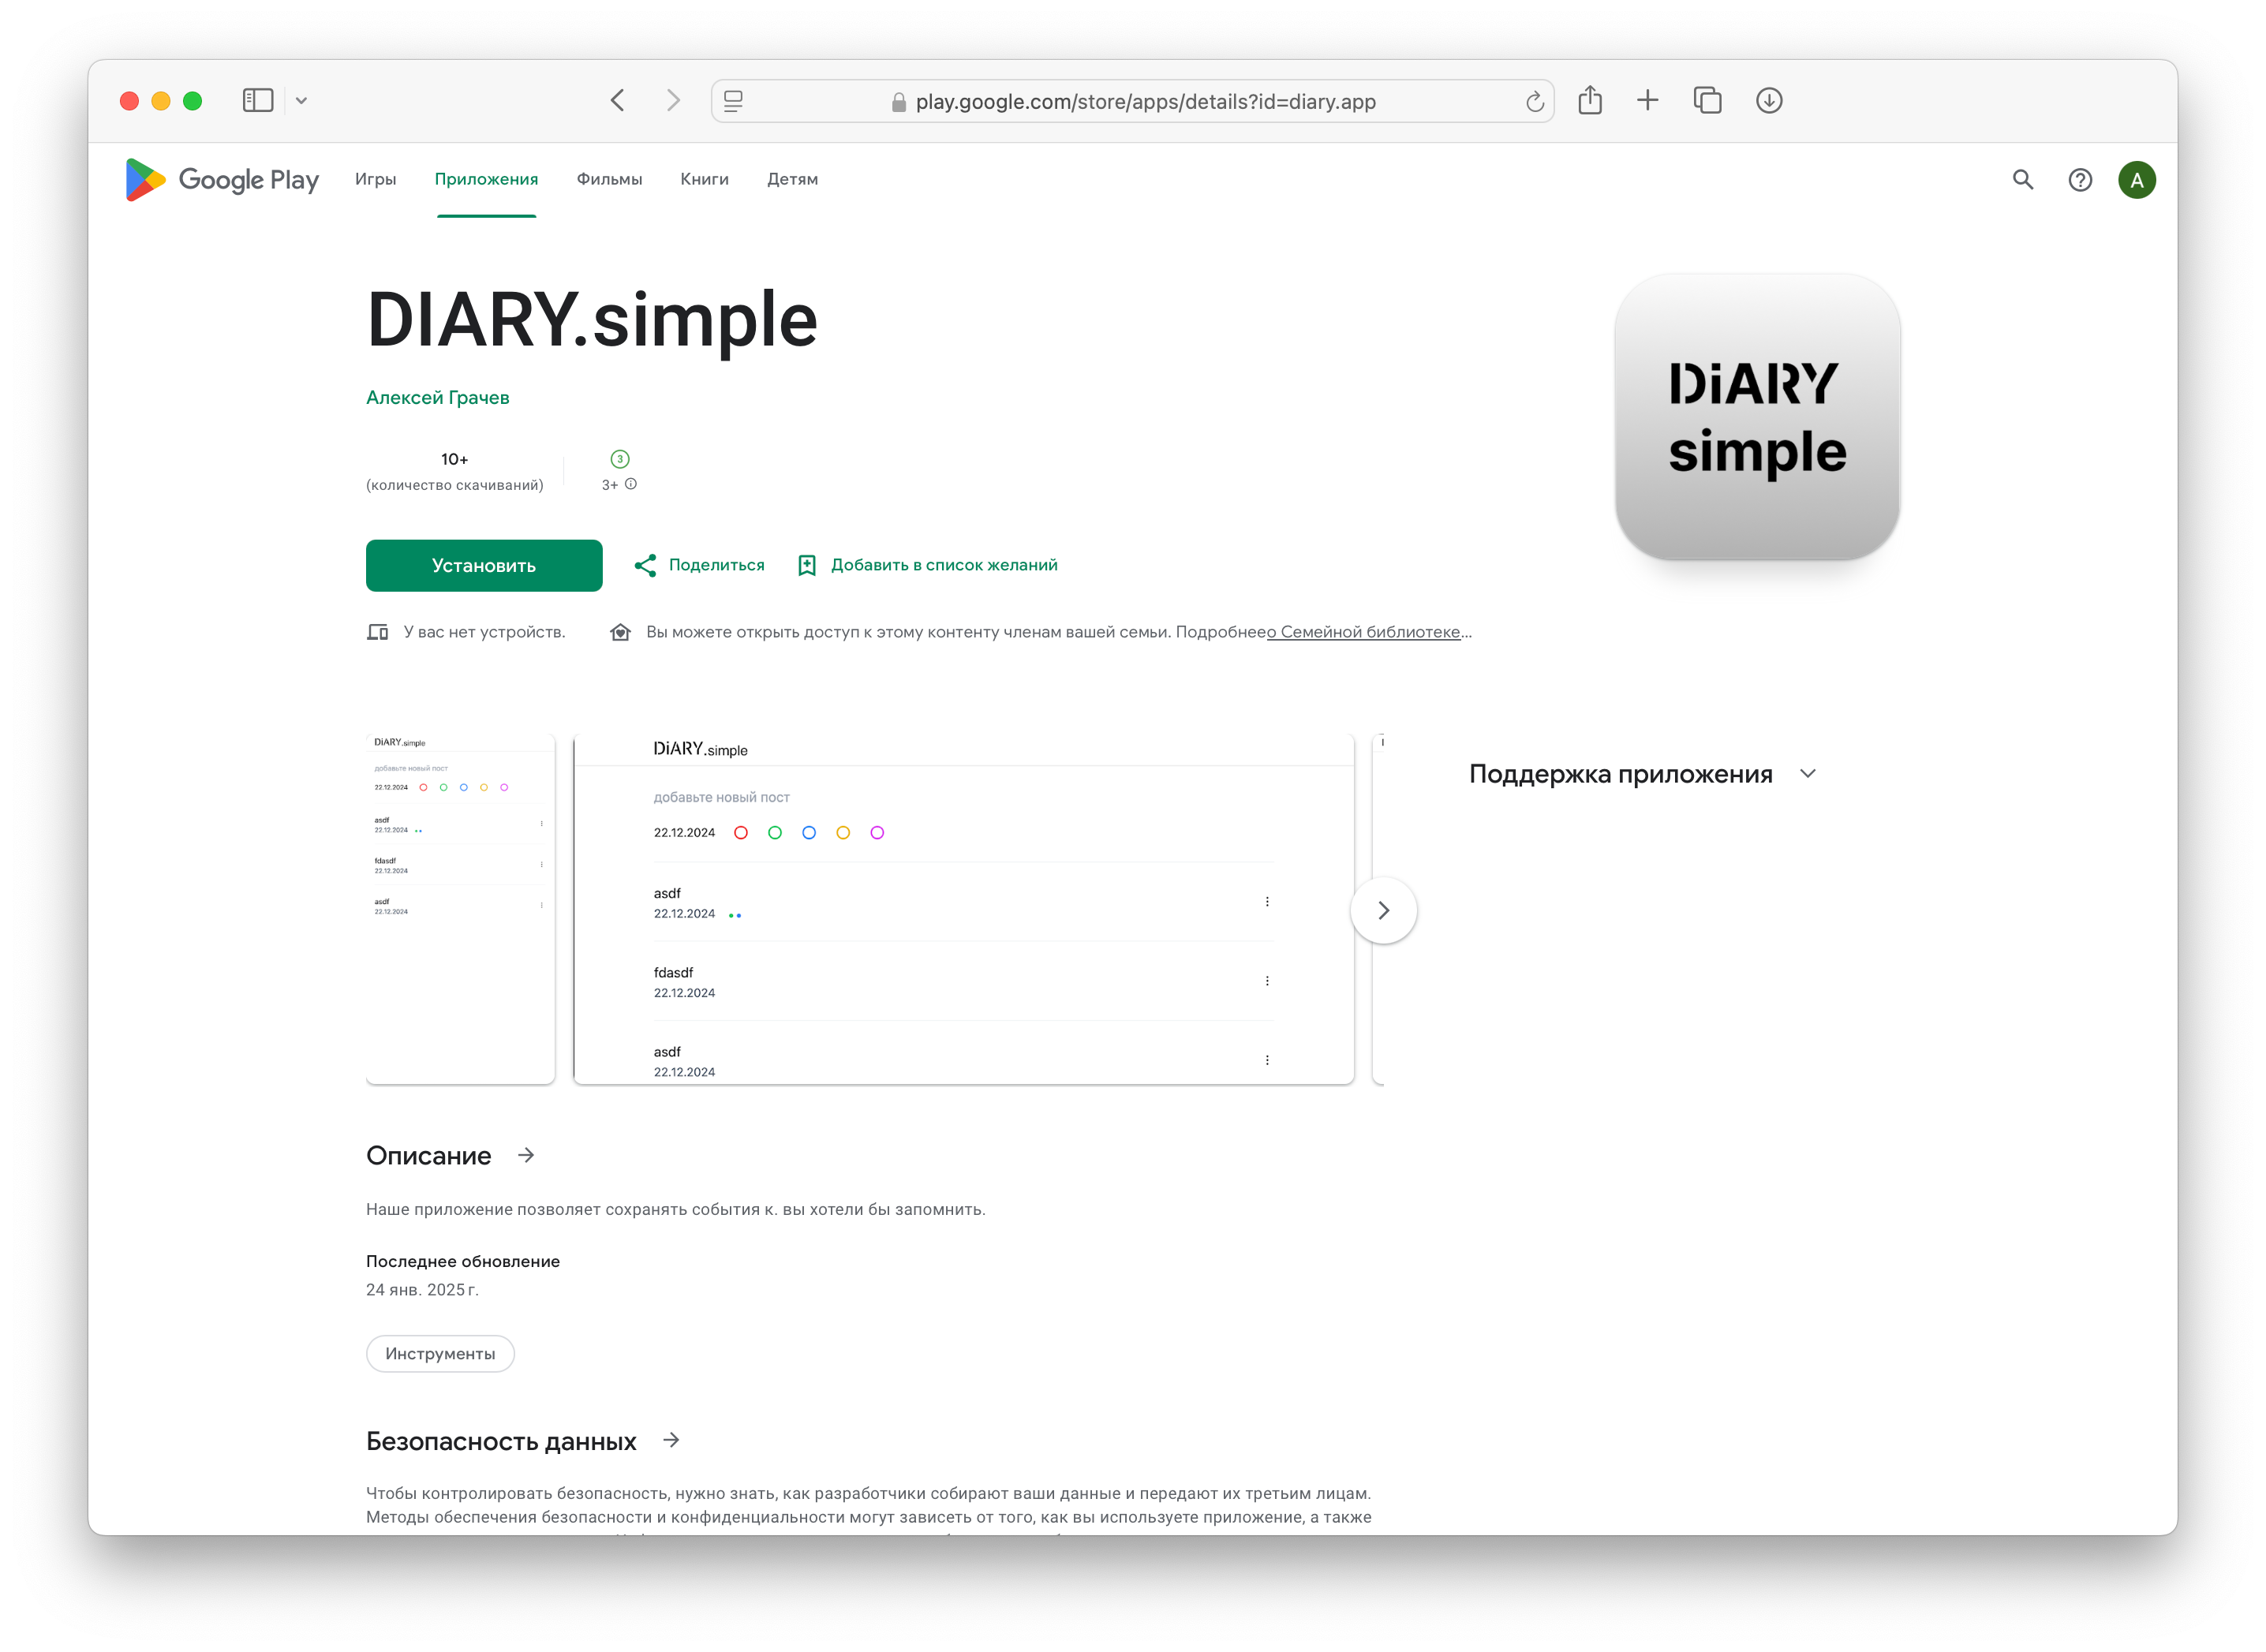 play.google.com/store/apps/details?id=diary.app
Google Play
Игры
Приложения
Фильмы
Книги
Детям
A
DIARY.simple
Алексей Грачев
10+
(количество скачиваний)
3
3+
DiARY
simple
Установить
Поделиться
Добавить в список желаний
У вас нет устройств.
Вы можете открыть доступ к этому контенту членам вашей семьи. Подробнеео Семейной библиотеке...
DiARY.simple
добавьте новый пост
22.12.2024
asdf
22.12.2024
fdasdf
22.12.2024
asdf
22.12.2024
DiARY.simple
добавьте новый пост
22.12.2024
asdf
22.12.2024
fdasdf
22.12.2024
asdf
22.12.2024
Поддержка приложения
Описание
Наше приложение позволяет сохранять события к. вы хотели бы запомнить.
Последнее обновление
24 янв. 2025 г.
Инструменты
Безопасность данных
Чтобы контролировать безопасность, нужно знать, как разработчики собирают ваши данные и передают их третьим лицам.
Методы обеспечения безопасности и конфиденциальности могут зависеть от того, как вы используете приложение, а также